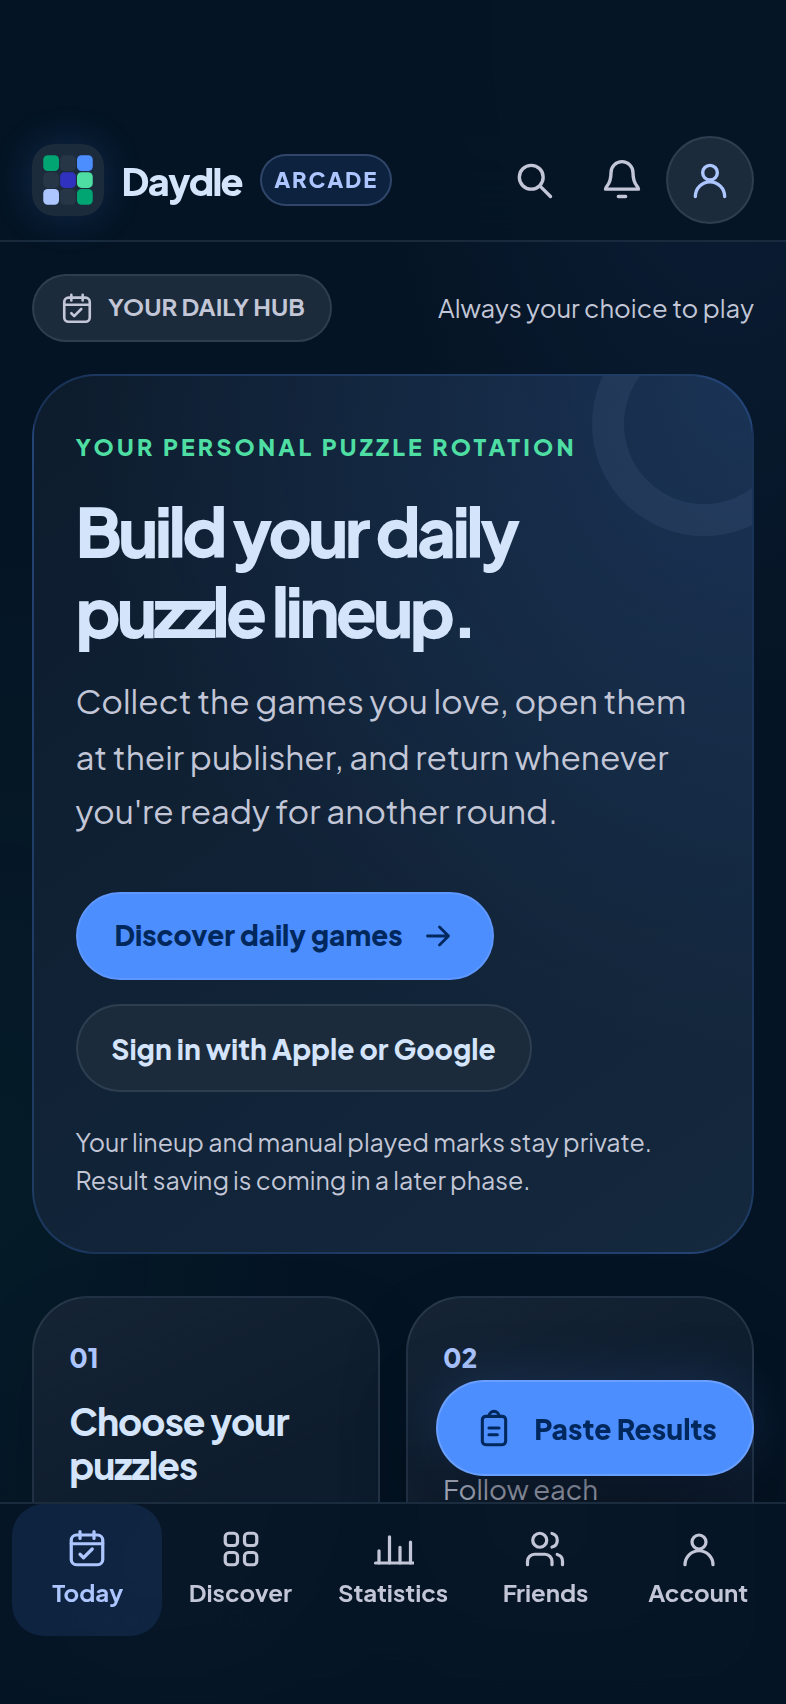 Daydle
ARCADE
YOUR DAILY HUB
Always your choice to play
YOUR PERSONAL PUZZLE ROTATION
Build your daily
puzzle lineup.
Collect the games you love, open them
at their publisher, and return whenever
you're ready for another round.
Discover daily games
Sign in with Apple or Google
Your lineup and manual played marks stay private.
Result saving is coming in a later phase.
01
Choose your
puzzles
02
Paste Results
Follow each
Today
Discover
Statistics
Friends
Account